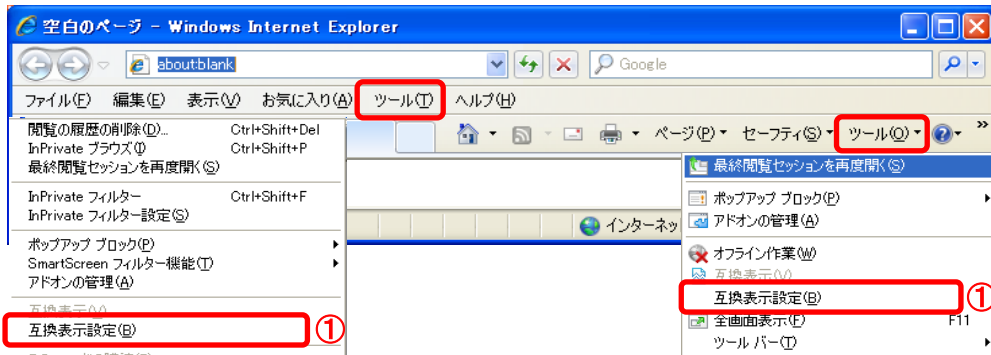 空白のページ - Windows Internet Explorer
about:blank
Google
ファイル(F) 編集(E) 表示(V) お気に入り(A) ツール(T) ヘルプ(H)
閲覧の履歴の削除(D)... Ctrl+Shift+Del
InPrivate ブラウズ(I) Ctrl+Shift+P
最終閲覧セッションを再度開く(S)
InPrivate フィルター Ctrl+Shift+F
InPrivate フィルター設定(S)
ポップアップ ブロック(P)
SmartScreen フィルター機能(T)
アドオンの管理(A)
互換表示(V)
互換表示設定(B)
①
ページ(P) セーフティ(S) ツール(O) »
最終閲覧セッションを再度開く(S)
ポップアップ ブロック(P)
アドオンの管理(A)
インターネッ
オフライン作業(W)
互換表示(V)
互換表示設定(B)
①
全画面表示(F) F11
ツール バー(T)